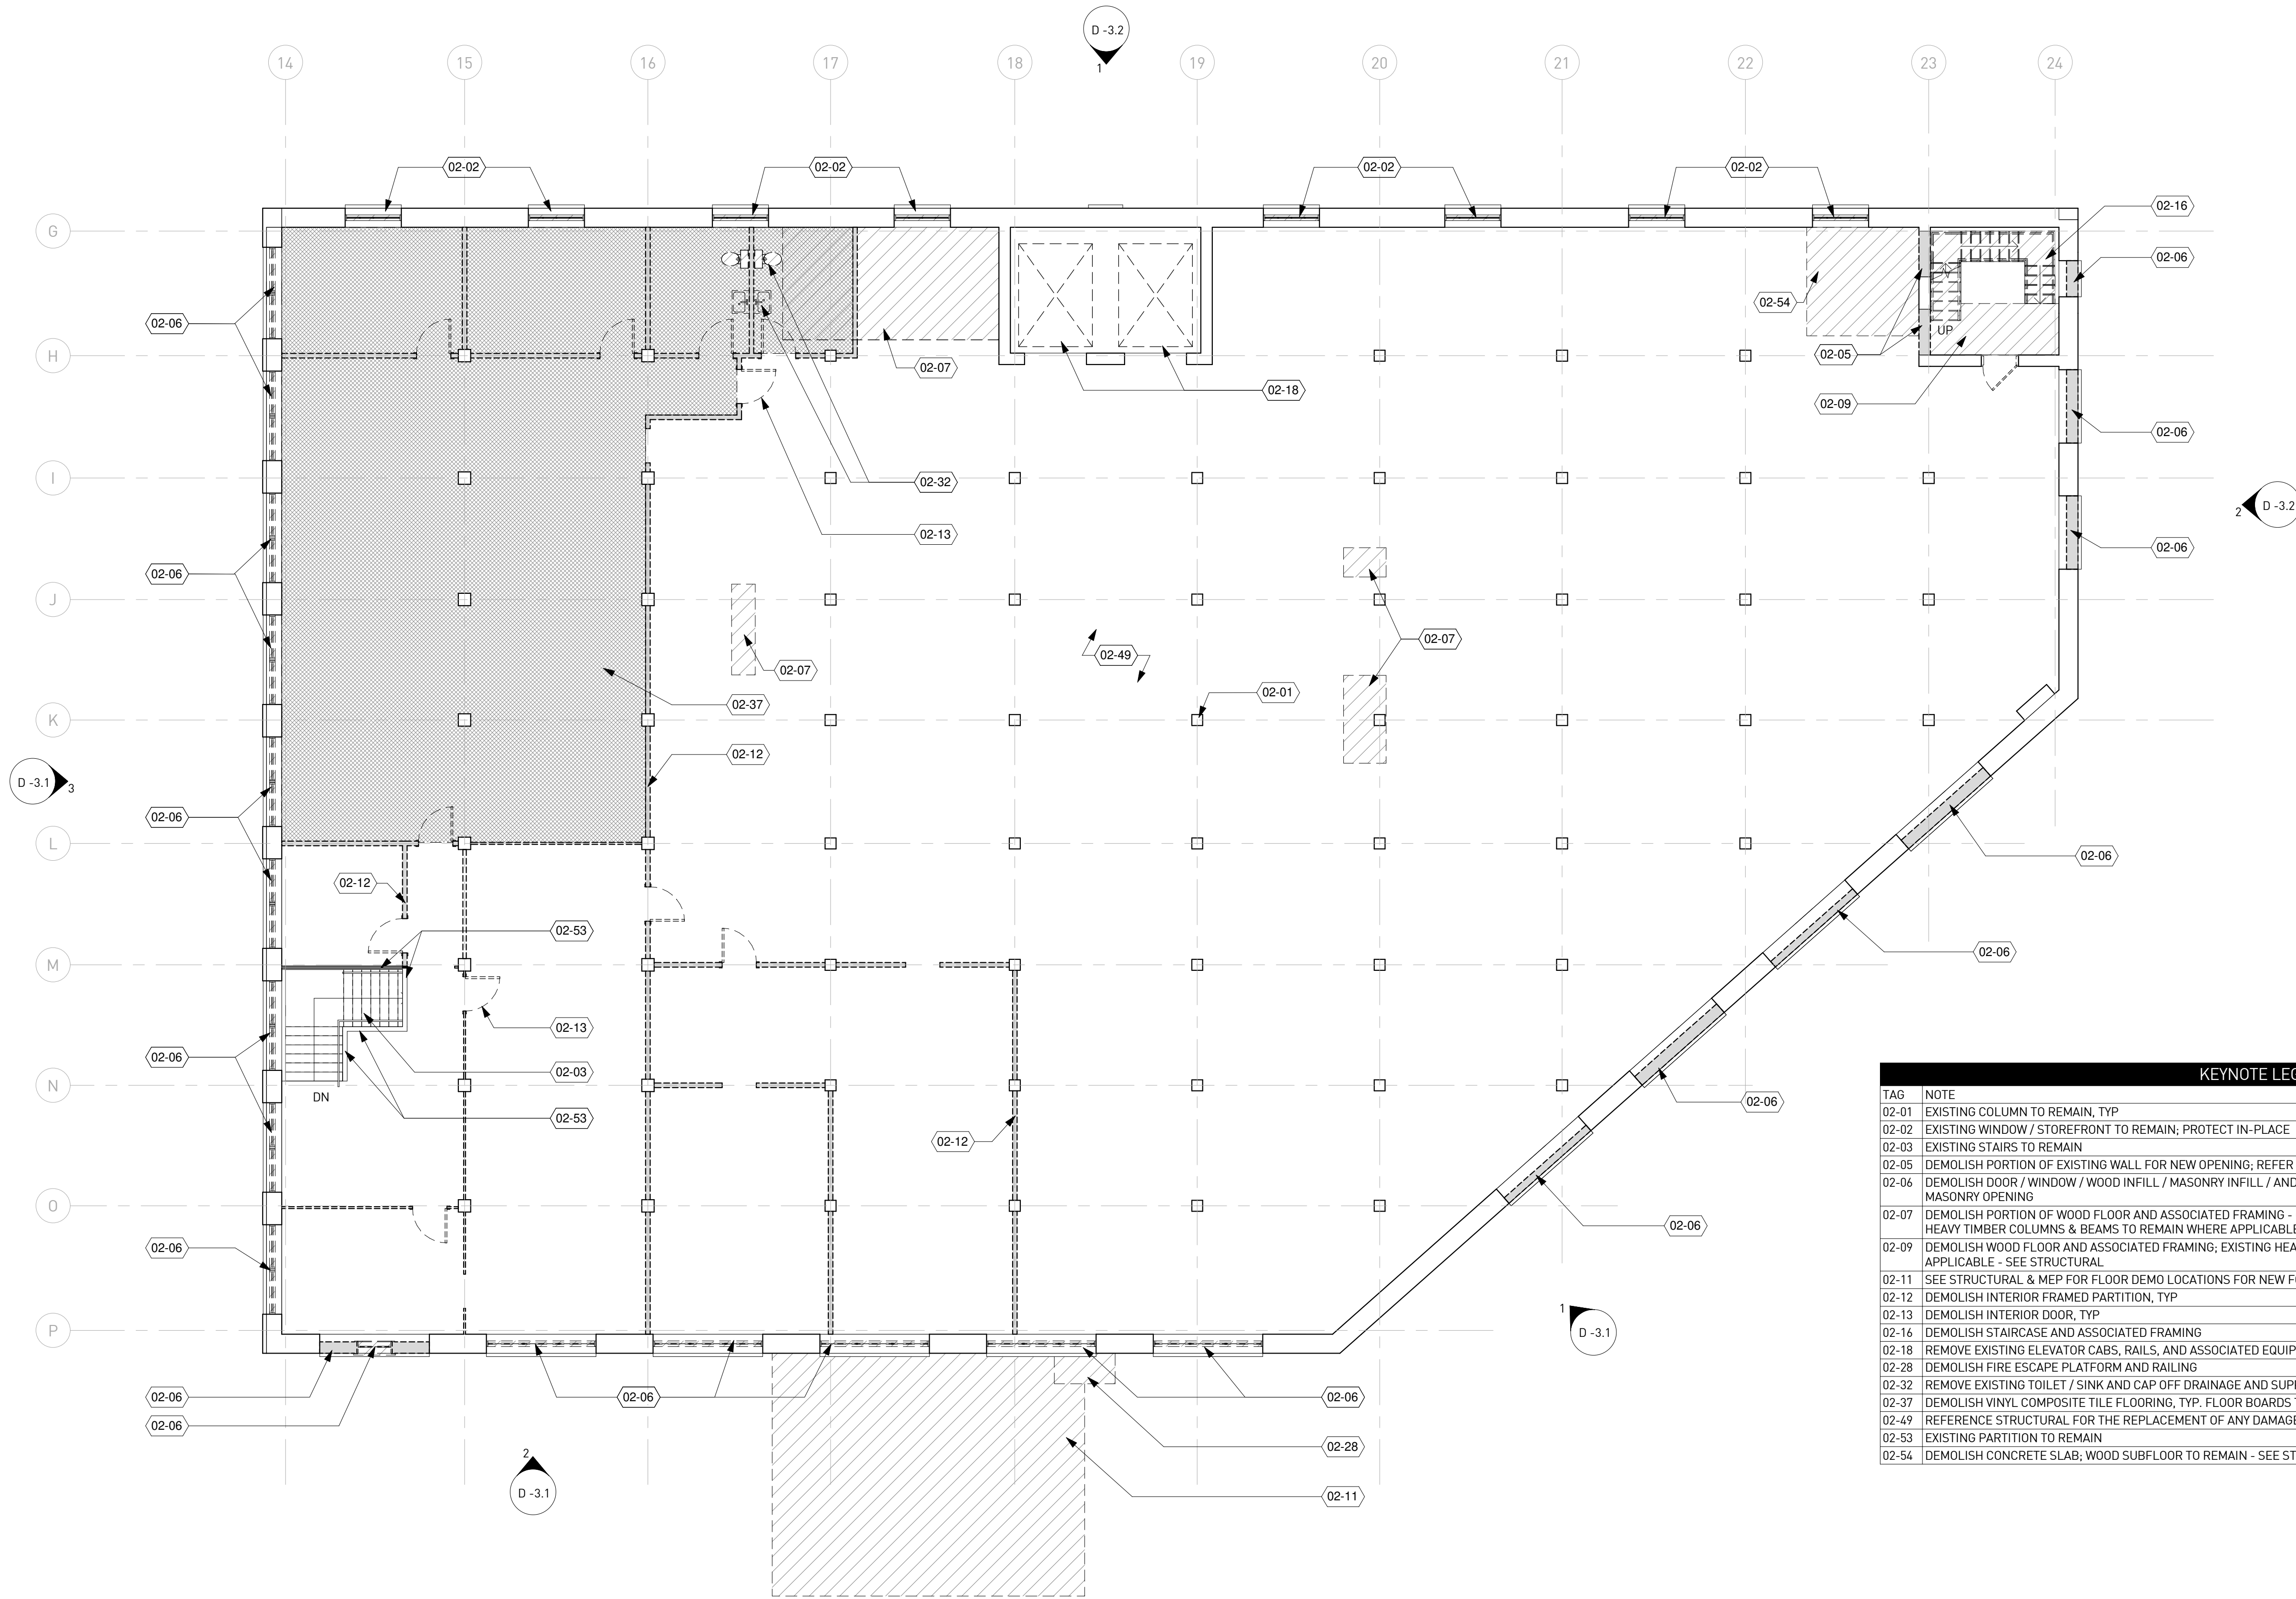 D -3.2
1
14
15
16
17
18
19
20
21
22
23
24
02-02
02-02
02-02
02-02
02-16
G
02-06
02-54
02-06
UP
H
02-05
02-07
02-18
02-09
02-06
I
02-32
2
D -3.2
02-13
02-06
02-06
J
02-07
02-49
02-07
02-01
02-37
K
02-12
D -3.1
3
02-06
L
02-06
02-12
02-53
02-06
M
02-13
02-06
02-03
N
DN
02-06
02-53
02-12
O
02-06
02-06
1
D -3.1
P
02-06
02-06
02-06
02-06
02-28
2
D -3.1
02-11
KEYNOTE LEG
TAG NOTE
02-01 EXISTING COLUMN TO REMAIN, TYP
02-02 EXISTING WINDOW / STOREFRONT TO REMAIN; PROTECT IN-PLACE
02-03 EXISTING STAIRS TO REMAIN
02-05 DEMOLISH PORTION OF EXISTING WALL FOR NEW OPENING; REFER
02-06 DEMOLISH DOOR / WINDOW / WOOD INFILL / MASONRY INFILL / AND
MASONRY OPENING
02-07 DEMOLISH PORTION OF WOOD FLOOR AND ASSOCIATED FRAMING -
HEAVY TIMBER COLUMNS & BEAMS TO REMAIN WHERE APPLICABLE
02-09 DEMOLISH WOOD FLOOR AND ASSOCIATED FRAMING; EXISTING HEA
APPLICABLE - SEE STRUCTURAL
02-11 SEE STRUCTURAL & MEP FOR FLOOR DEMO LOCATIONS FOR NEW F
02-12 DEMOLISH INTERIOR FRAMED PARTITION, TYP
02-13 DEMOLISH INTERIOR DOOR, TYP
02-16 DEMOLISH STAIRCASE AND ASSOCIATED FRAMING
02-18 REMOVE EXISTING ELEVATOR CABS, RAILS, AND ASSOCIATED EQUIP
02-28 DEMOLISH FIRE ESCAPE PLATFORM AND RAILING
02-32 REMOVE EXISTING TOILET / SINK AND CAP OFF DRAINAGE AND SUP
02-37 DEMOLISH VINYL COMPOSITE TILE FLOORING, TYP. FLOOR BOARDS
02-49 REFERENCE STRUCTURAL FOR THE REPLACEMENT OF ANY DAMAG
02-53 EXISTING PARTITION TO REMAIN
02-54 DEMOLISH CONCRETE SLAB; WOOD SUBFLOOR TO REMAIN - SEE ST